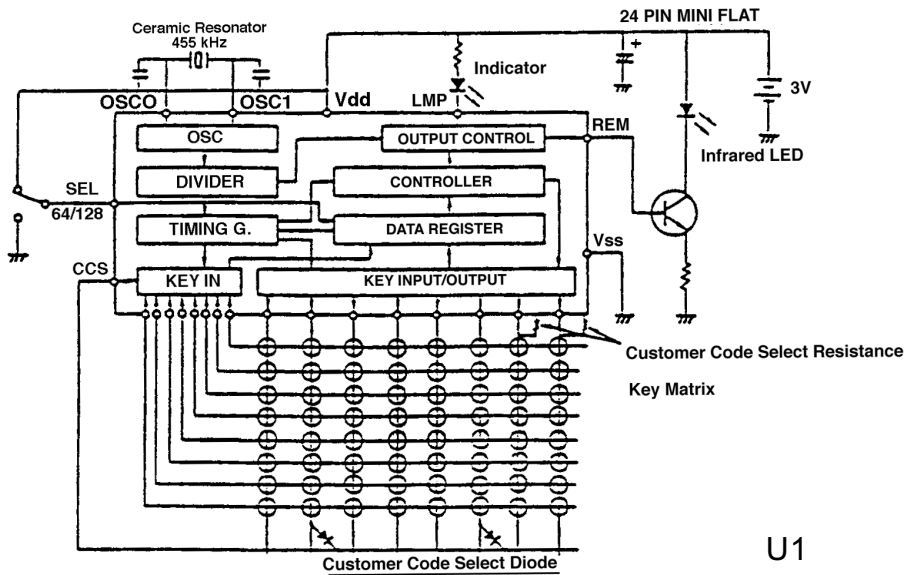 24 PIN MINI FLAT
Ceramic Resonator
455 kHz
Indicator
3V
OSCO
OSC1
Vdd
LMP
REM
Infrared LED
OSC
OUTPUT CONTROL
DIVIDER
CONTROLLER
SEL
64/128
TIMING G.
DATA REGISTER
Vss
CCS
KEY IN
KEY INPUT/OUTPUT
Customer Code Select Resistance
Key Matrix
Customer Code Select Diode
U1